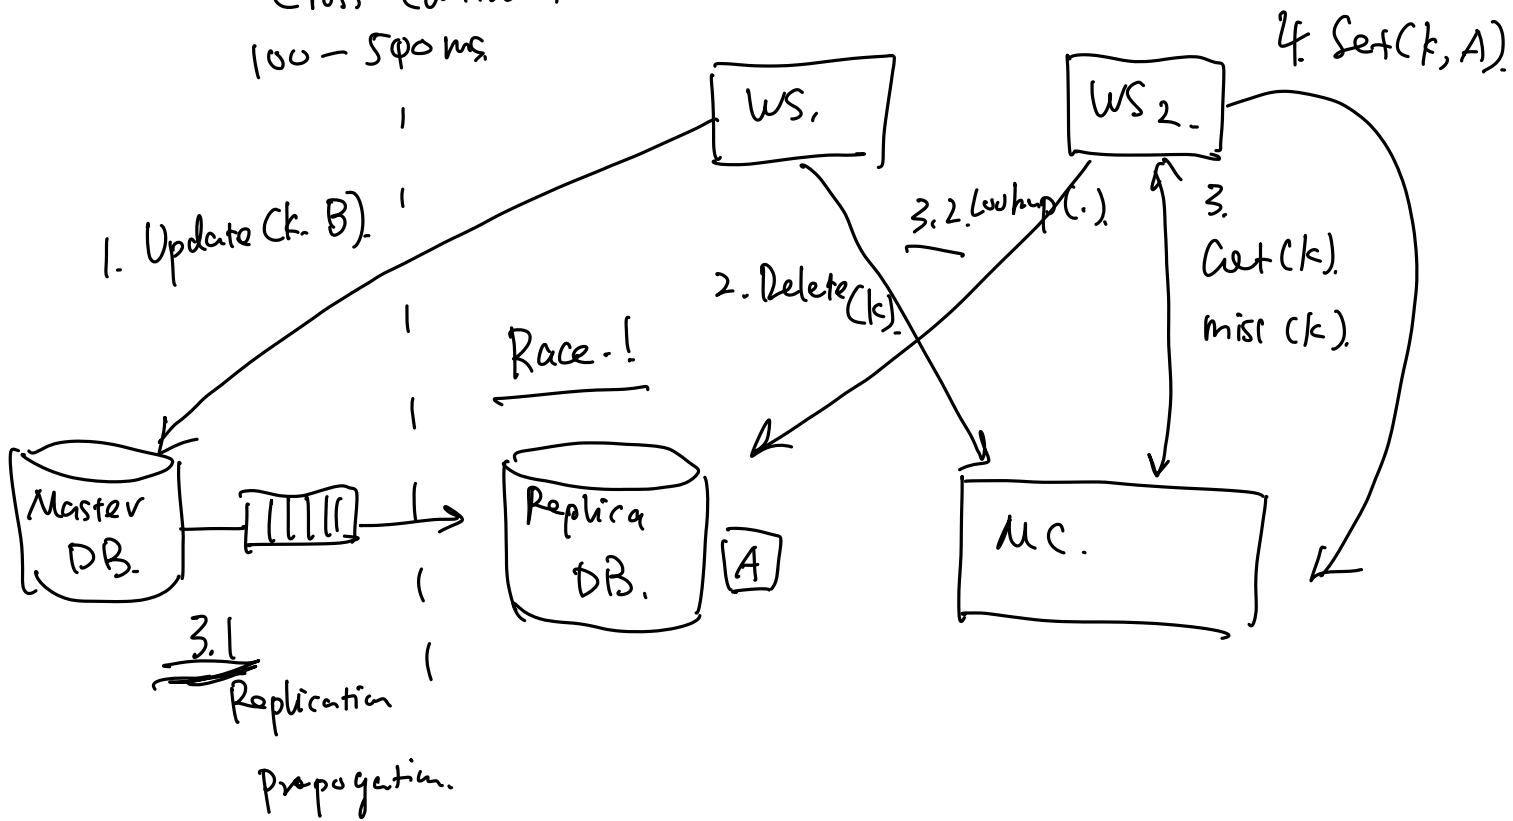 100 - 500 ms
4. Set(k, A).
WS1
WS2.
1. Update(k. B).
3.2 Lookup(.).
3.
Get(k).
miss (k).
2. Delete
(k)
Race.!
Master
DB.
Replica
DB.
A
MC.
3.1
Replication
Propogation.